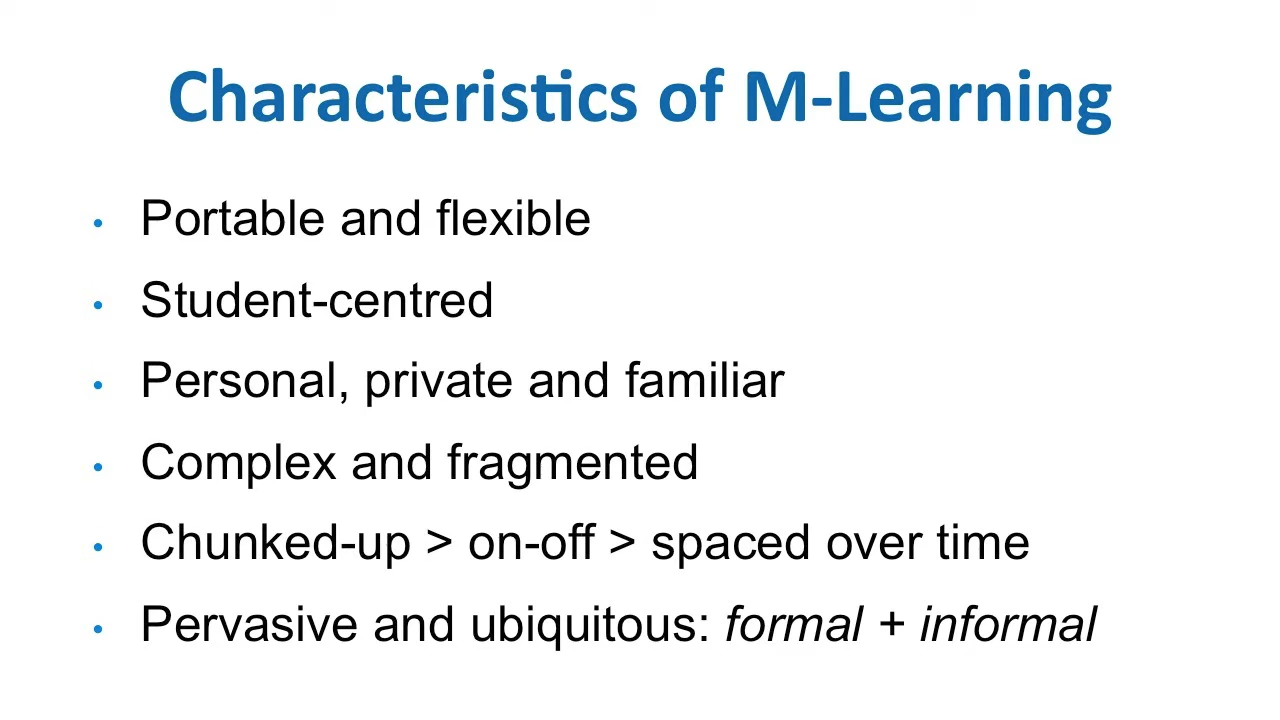 Characteristics of M-Learning
• Portable and flexible
• Student-centred
• Personal, private and familiar
• Complex and fragmented
• Chunked-up > on-off > spaced over time
• Pervasive and ubiquitous: formal + informal